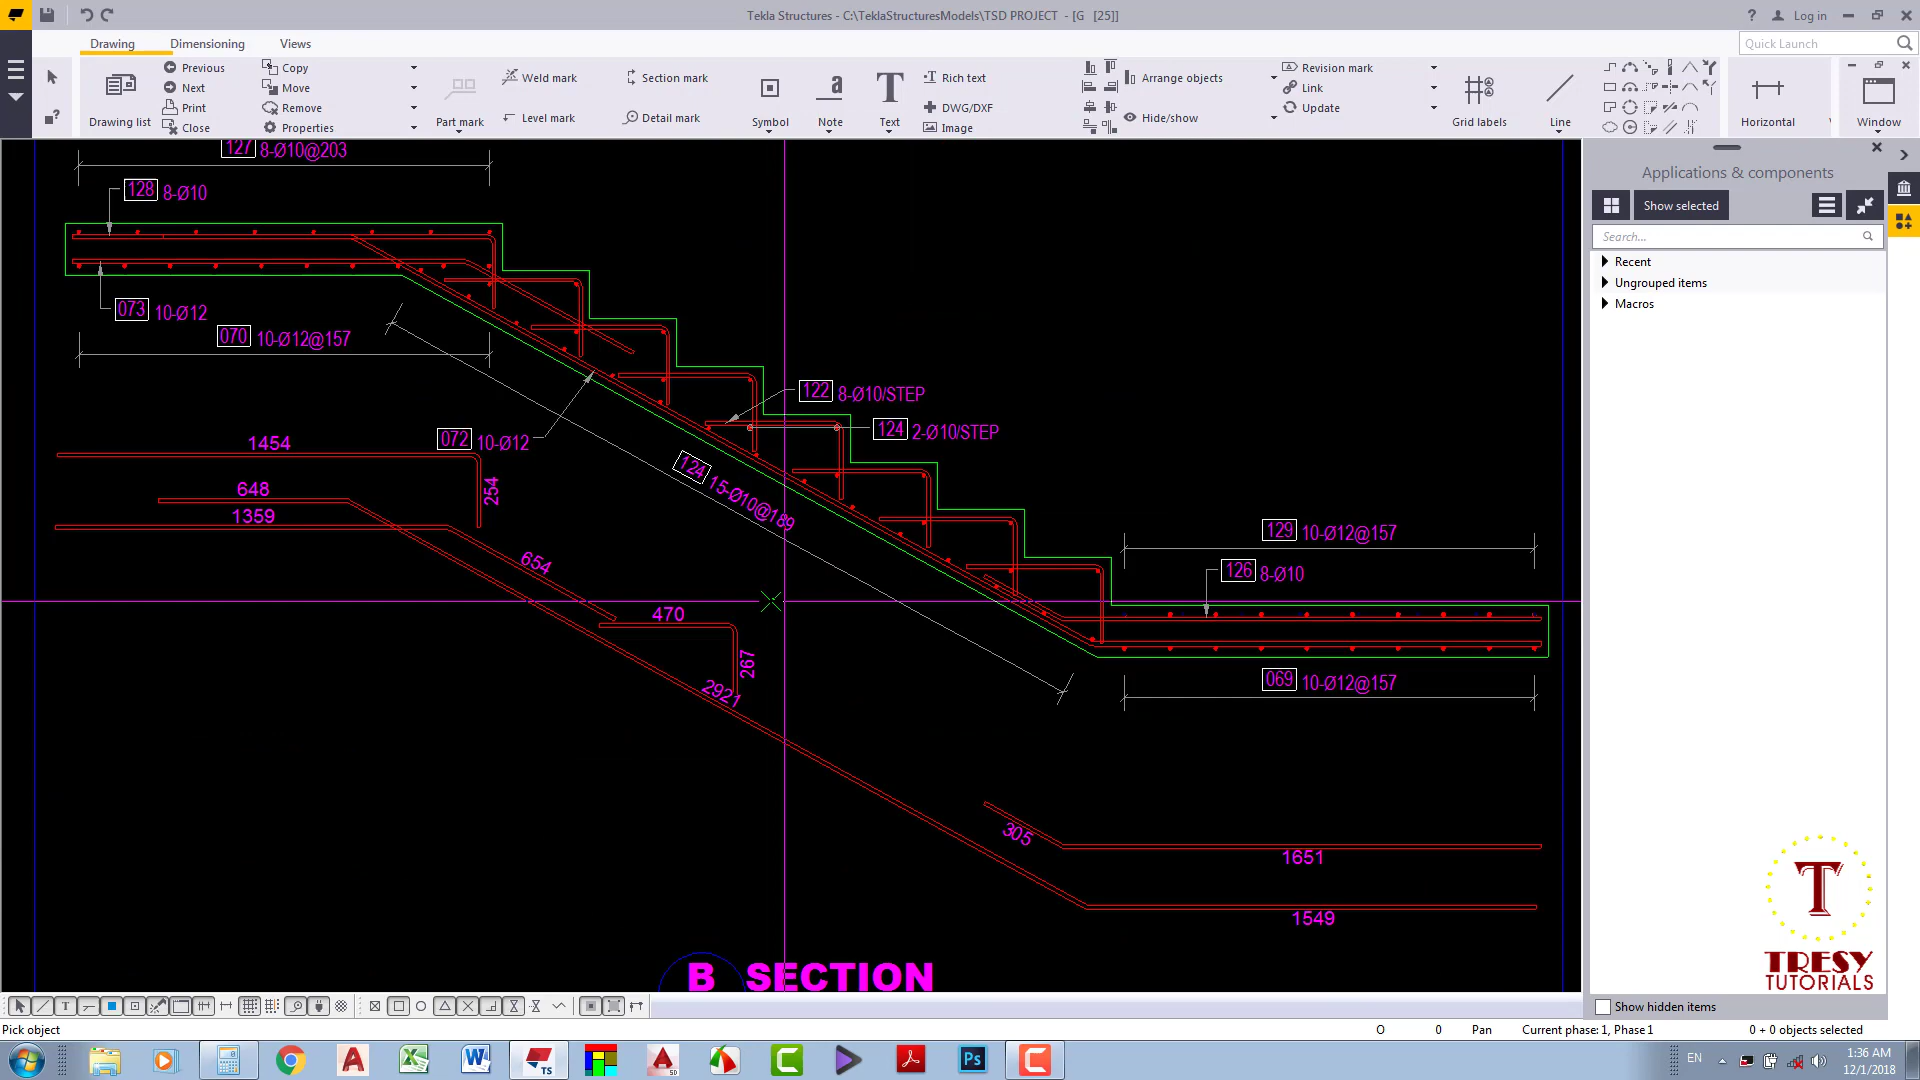 Tekla Structures - C:\TeklaStructuresModels\TSD PROJECT - [G [25]]
? Log in
Drawing Dimensioning Views
Quick Launch
Drawing list
Previous
Next
Print
Close
Copy
Move
Remove
Properties
Part mark
Weld mark
Level mark
Section mark
Detail mark
Symbol
Note
Text
Rich text
DWG/DXF
Image
Arrange objects
Hide/show
Revision mark
Link
Update
Grid labels
Line
Horizontal
Window
Applications & components
Show selected
Search...
Recent
Ungrouped items
Macros
127 8-Ø10@203
128 8-Ø10
073 10-Ø12
070 10-Ø12@157
072 10-Ø12
122 8-Ø10/STEP
124 2-Ø10/STEP
124 15-Ø10@189
129 10-Ø12@157
126 8-Ø10
069 10-Ø12@157
1454
254
648
1359
654
470
267
2921
305
1651
1549
B SECTION
T
TRESY
TUTORIALS
Show hidden items
Pick object
O 0 Pan Current phase: 1, Phase 1 0 + 0 objects selected
EN
1:36 AM
12/1/2018